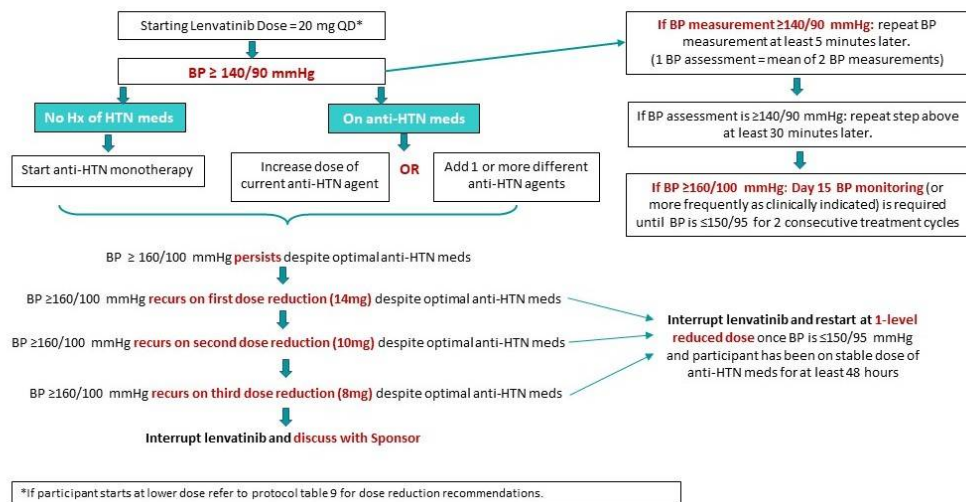 Starting Lenvatinib Dose = 20 mg QD*
BP ≥ 140/90 mmHg
No Hx of HTN meds
On anti-HTN meds
Start anti-HTN monotherapy
Increase dose of
current anti-HTN agent
OR
Add 1 or more different
anti-HTN agents
BP ≥ 160/100 mmHg persists despite optimal anti-HTN meds
BP ≥160/100 mmHg recurs on first dose reduction (14mg) despite optimal anti-HTN meds
BP ≥160/100 mmHg recurs on second dose reduction (10mg) despite optimal anti-HTN meds
BP ≥160/100 mmHg recurs on third dose reduction (8mg) despite optimal anti-HTN meds
Interrupt lenvatinib and discuss with Sponsor
If BP measurement ≥140/90 mmHg: repeat BP
measurement at least 5 minutes later.
(1 BP assessment = mean of 2 BP measurements)
If BP assessment is ≥140/90 mmHg: repeat step above
at least 30 minutes later.
If BP ≥160/100 mmHg: Day 15 BP monitoring (or
more frequently as clinically indicated) is required
until BP is ≤150/95 for 2 consecutive treatment cycles
Interrupt lenvatinib and restart at 1-level
reduced dose once BP is ≤150/95 mmHg
and participant has been on stable dose of
anti-HTN meds for at least 48 hours
*If participant starts at lower dose refer to protocol table 9 for dose reduction recommendations.